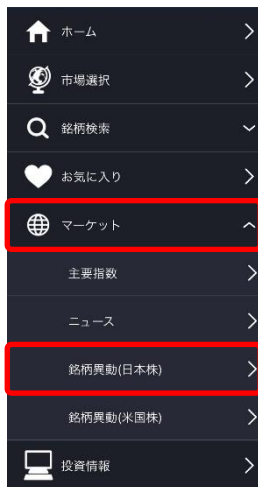 ホーム
市場選択
銘柄検索
お気に入り
マーケット
主要指数
ニュース
銘柄異動(日本株)
銘柄異動(米国株)
投資情報